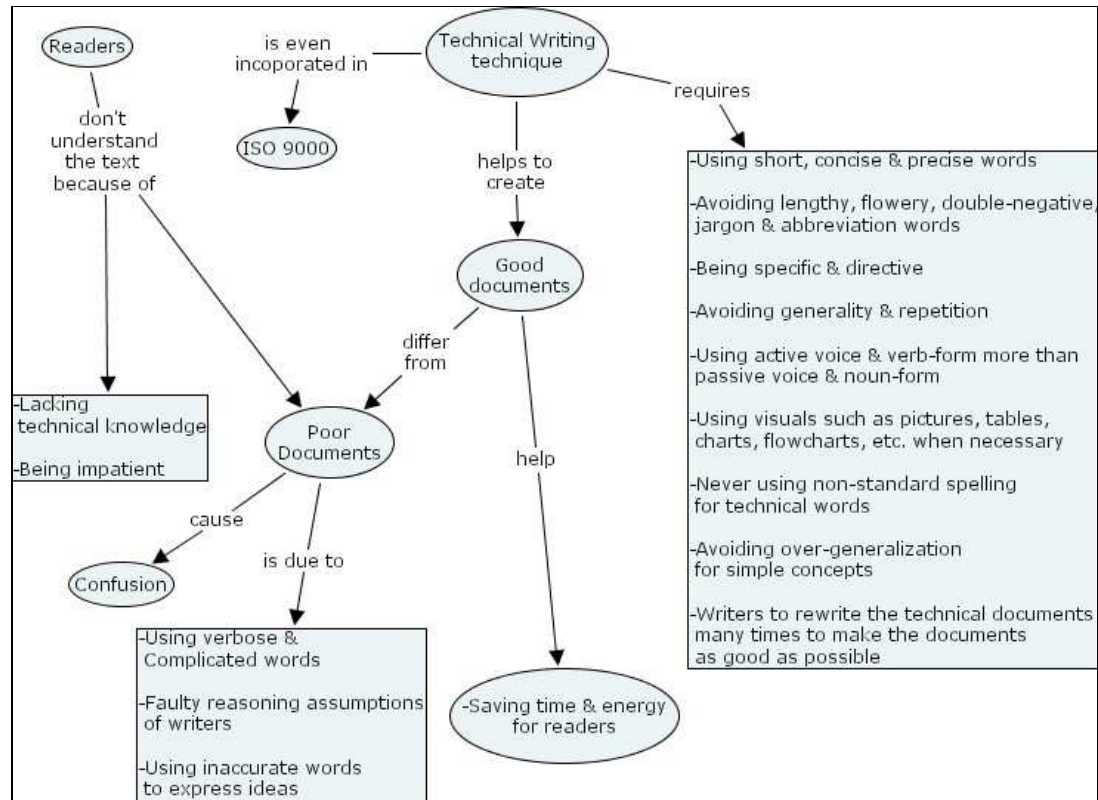 Readers
is even
incoporated in
Technical Writing
technique
requires
don't
understand
the text
because of
ISO 9000
helps to
create
-Using short, concise & precise words
-Avoiding lengthy, flowery, double-negative,
jargon & abbreviation words
-Being specific & directive
-Avoiding generality & repetition
-Using active voice & verb-form more than
passive voice & noun-form
-Using visuals such as pictures, tables,
charts, flowcharts, etc. when necessary
-Never using non-standard spelling
for technical words
-Avoiding over-generalization
for simple concepts
-Writers to rewrite the technical documents
many times to make the documents
as good as possible
Good
documents
differ
from
-Lacking
technical knowledge
-Being impatient
Poor
Documents
help
cause
is due to
Confusion
-Using verbose &
Complicated words
-Faulty reasoning assumptions
of writers
-Using inaccurate words
to express ideas
-Saving time & energy
for readers